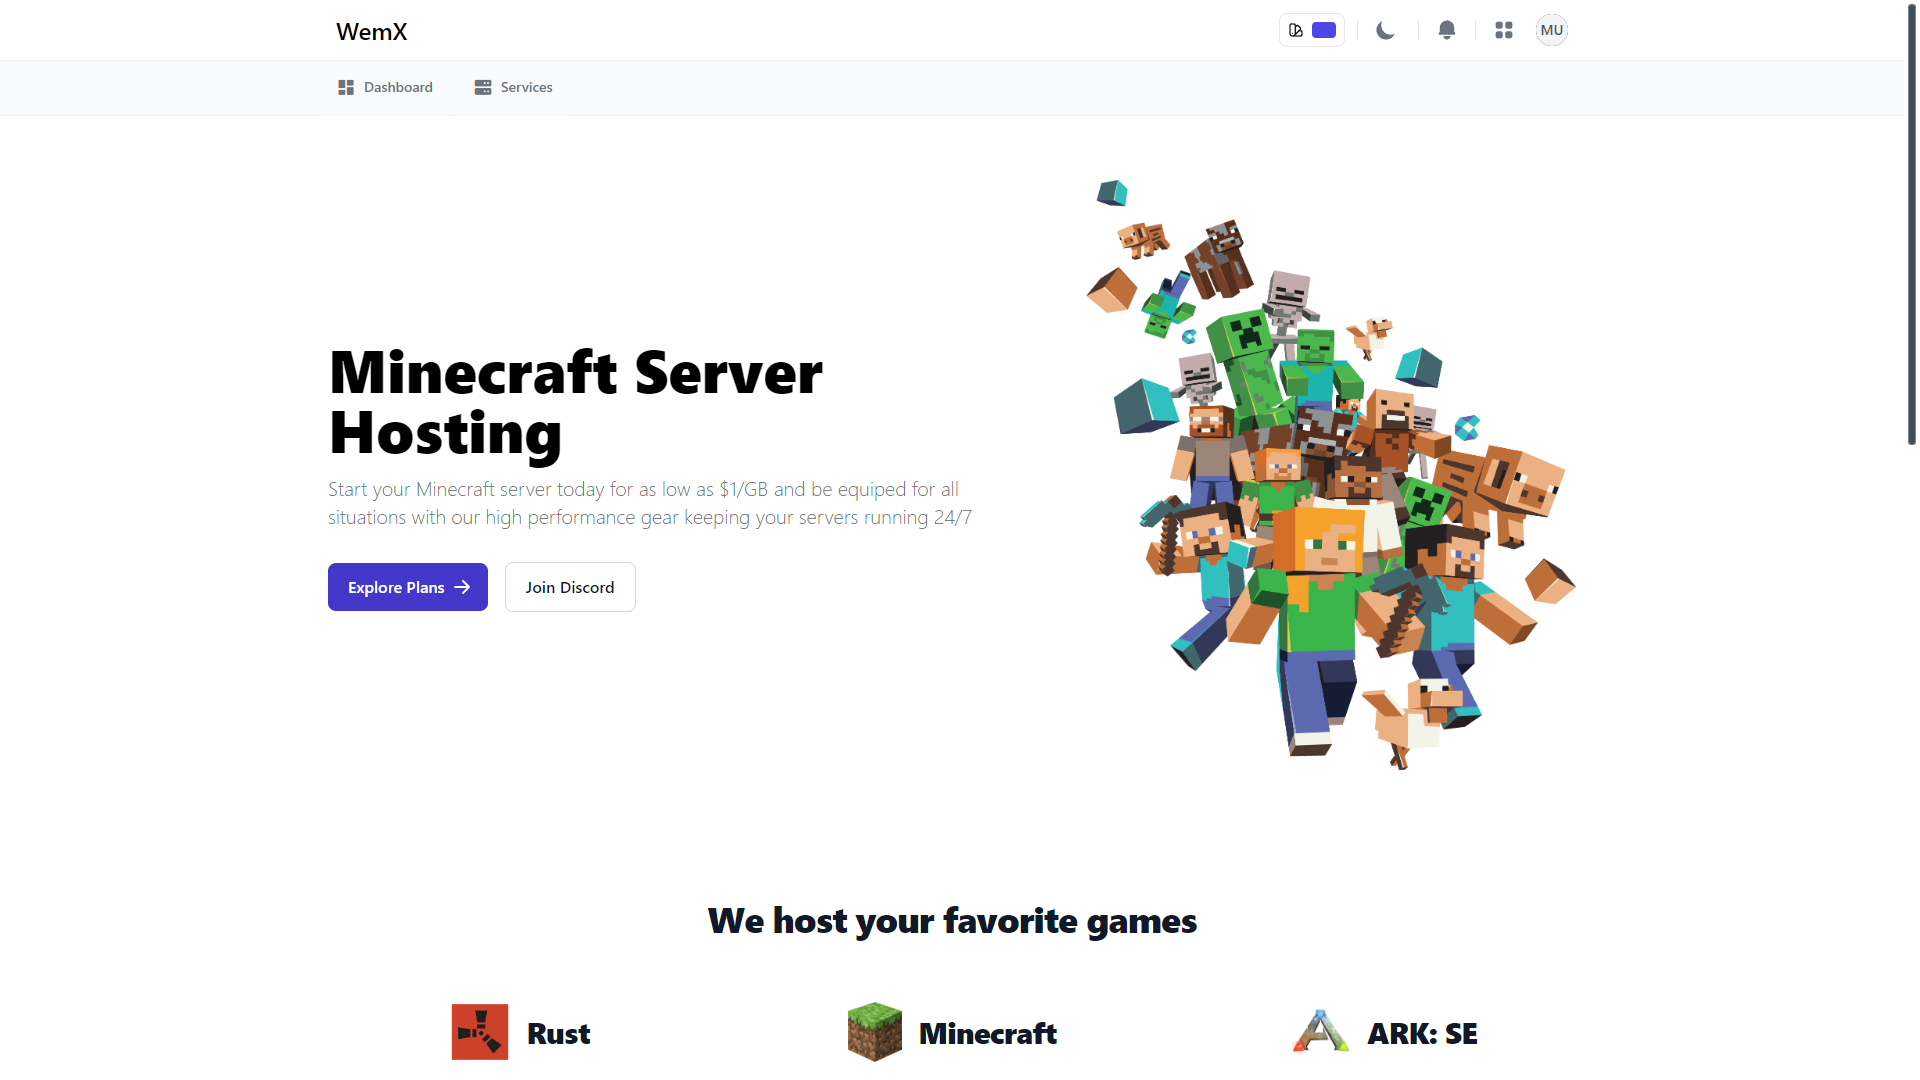 WemX
MU
Dashboard
Services
Minecraft Server
Hosting
Start your Minecraft server today for as low as $1/GB and be equiped for all
situations with our high performance gear keeping your servers running 24/7
Explore Plans
Join Discord
We host your favorite games
Rust
Minecraft
ARK: SE